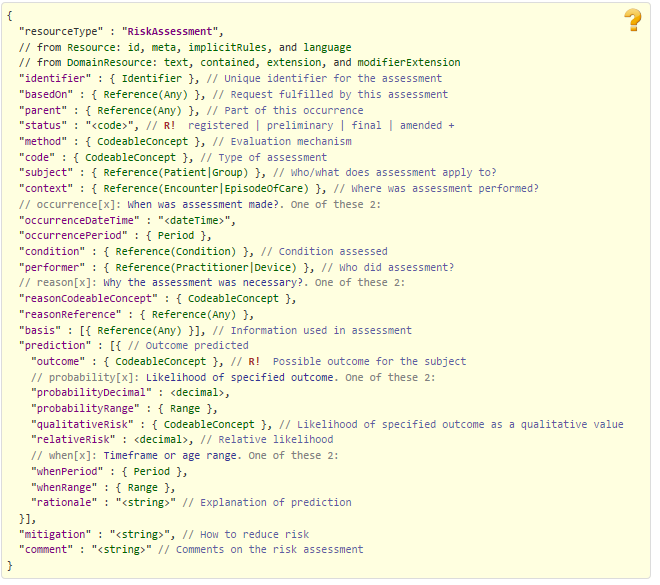 {
  "resourceType" : "RiskAssessment",
  // from Resource: id, meta, implicitRules, and language
  // from DomainResource: text, contained, extension, and modifierExtension
  "identifier" : { Identifier }, // Unique identifier for the assessment
  "basedOn" : { Reference(Any) }, // Request fulfilled by this assessment
  "parent" : { Reference(Any) }, // Part of this occurrence
  "status" : "<code>", // R!  registered | preliminary | final | amended +
  "method" : { CodeableConcept }, // Evaluation mechanism
  "code" : { CodeableConcept }, // Type of assessment
  "subject" : { Reference(Patient|Group) }, // Who/what does assessment apply to?
  "context" : { Reference(Encounter|EpisodeOfCare) }, // Where was assessment performed?
  // occurrence[x]: When was assessment made?. One of these 2:
  "occurrenceDateTime" : "<dateTime>",
  "occurrencePeriod" : { Period },
  "condition" : { Reference(Condition) }, // Condition assessed
  "performer" : { Reference(Practitioner|Device) }, // Who did assessment?
  // reason[x]: Why the assessment was necessary?. One of these 2:
  "reasonCodeableConcept" : { CodeableConcept },
  "reasonReference" : { Reference(Any) },
  "basis" : [{ Reference(Any) }], // Information used in assessment
  "prediction" : [{ // Outcome predicted
    "outcome" : { CodeableConcept }, // R!  Possible outcome for the subject
    // probability[x]: Likelihood of specified outcome. One of these 2:
    "probabilityDecimal" : <decimal>,
    "probabilityRange" : { Range },
    "qualitativeRisk" : { CodeableConcept }, // Likelihood of specified outcome as a qualitative value
    "relativeRisk" : <decimal>, // Relative likelihood
    // when[x]: Timeframe or age range. One of these 2:
    "whenPeriod" : { Period },
    "whenRange" : { Range },
    "rationale" : "<string>" // Explanation of prediction
  }],
  "mitigation" : "<string>", // How to reduce risk
  "comment" : "<string>" // Comments on the risk assessment
}